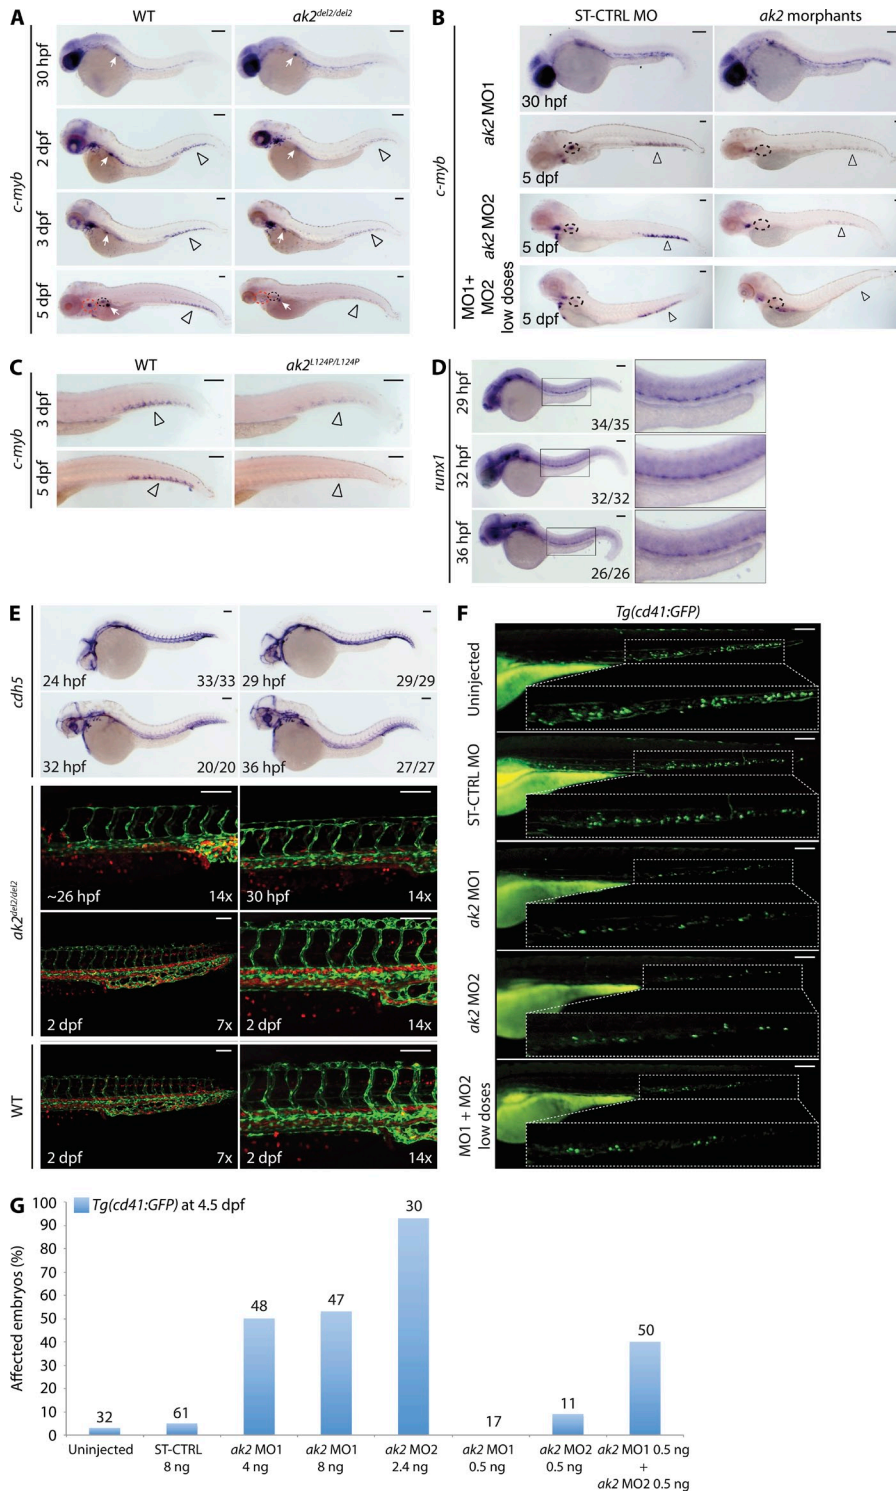 A
WT
ak2del2/del2
30 hpf
2 dpf
3 dpf
5 dpf
c-myb
B
ST-CTRL MO
ak2 morphants
30 hpf
5 dpf
5 dpf
5 dpf
ak2 MO1
ak2 MO2
MO1+
MO2
low doses
c-myb
C
WT
ak2L124P/L124P
3 dpf
5 dpf
c-myb
D
29 hpf
32 hpf
36 hpf
runx1
34/35
32/32
26/26
E
cdh5
24 hpf 33/33
29 hpf 29/29
32 hpf 20/20
36 hpf 27/27
ak2del2/del2
~26 hpf 14x
30 hpf 14x
2 dpf 7x
2 dpf 14x
WT
2 dpf 7x
2 dpf 14x
F
Tg(cd41:GFP)
Uninjected
ST-CTRL MO
ak2 MO1
ak2 MO2
MO1 + MO2
low doses
G
Tg(cd41:GFP) at 4.5 dpf
Affected embryos (%)
100
90
80
70
60
50
40
30
20
10
0
32
61
48
47
30
17
11
50
Uninjected
ST-CTRL
8 ng
ak2 MO1
4 ng
ak2 MO1
8 ng
ak2 MO2
2.4 ng
ak2 MO1
0.5 ng
ak2 MO2
0.5 ng
ak2 MO1 0.5 ng
+
ak2 MO2 0.5 ng